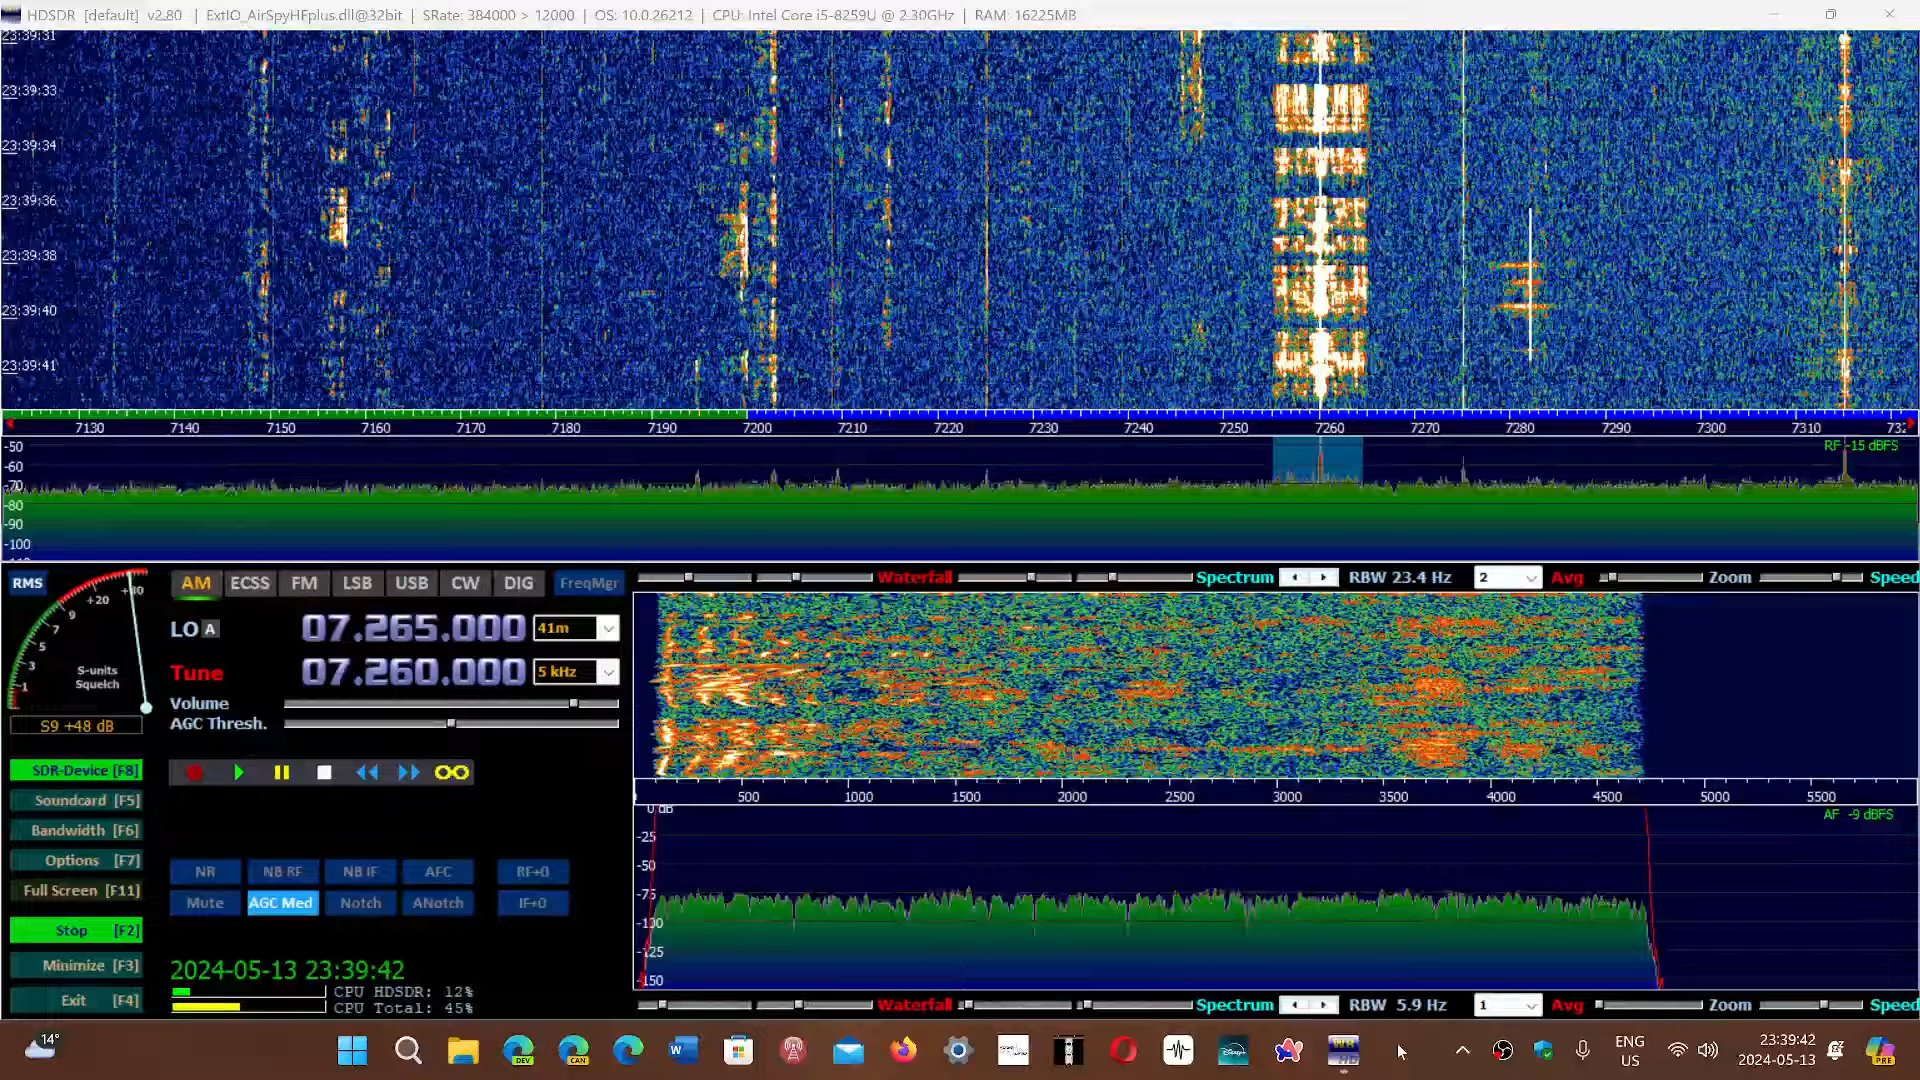 HDSDR [default] v2.80 | ExtIO_AirSpyHFplus.dll@32bit | SRate: 384000 > 12000 | OS: 10.0.26212 | CPU: Intel Core i5-8259U @ 2.30GHz | RAM: 16225MB
23:39:31
23:39:33
23:39:34
23:39:36
23:39:38
23:39:40
23:39:41
7130 7140 7150 7160 7170 7180 7190 7200 7210 7220 7230 7240 7250 7260 7270 7280 7290 7300 7310 732
-50 RF -15 dBFS
-60
-70
-80
-90
-100
RMS +20 9 7 5 3 1 S-units Squelch
AM ECSS FM LSB USB CW DIG FreqMgr
Waterfall Spectrum RBW 23.4 Hz 2 Avg Zoom Speed
LO A 07.265.000 41m
Tune 07.260.000 5 kHz
Volume
AGC Thresh.
S9 +48 dB
SDR-Device [F8]
Soundcard [F5]
Bandwidth [F6]
Options [F7]
Full Screen [F11]
Stop [F2]
Minimize [F3]
Exit [F4]
NR NB RF NB IF AFC RF+0
Mute AGC Med Notch ANotch IF+0
2024-05-13 23:39:42
CPU HDSDR: 12%
CPU Total: 45%
500 1000 1500 2000 2500 3000 3500 4000 4500 5000 5500
0 dB AF -9 dBFS
-25
-50
-75
-100
-125
-150
Waterfall Spectrum RBW 5.9 Hz 1 Avg Zoom Speed
14°
DEV
CAN
W
Disney+
ENG
US
23:39:42
2024-05-13
PRE